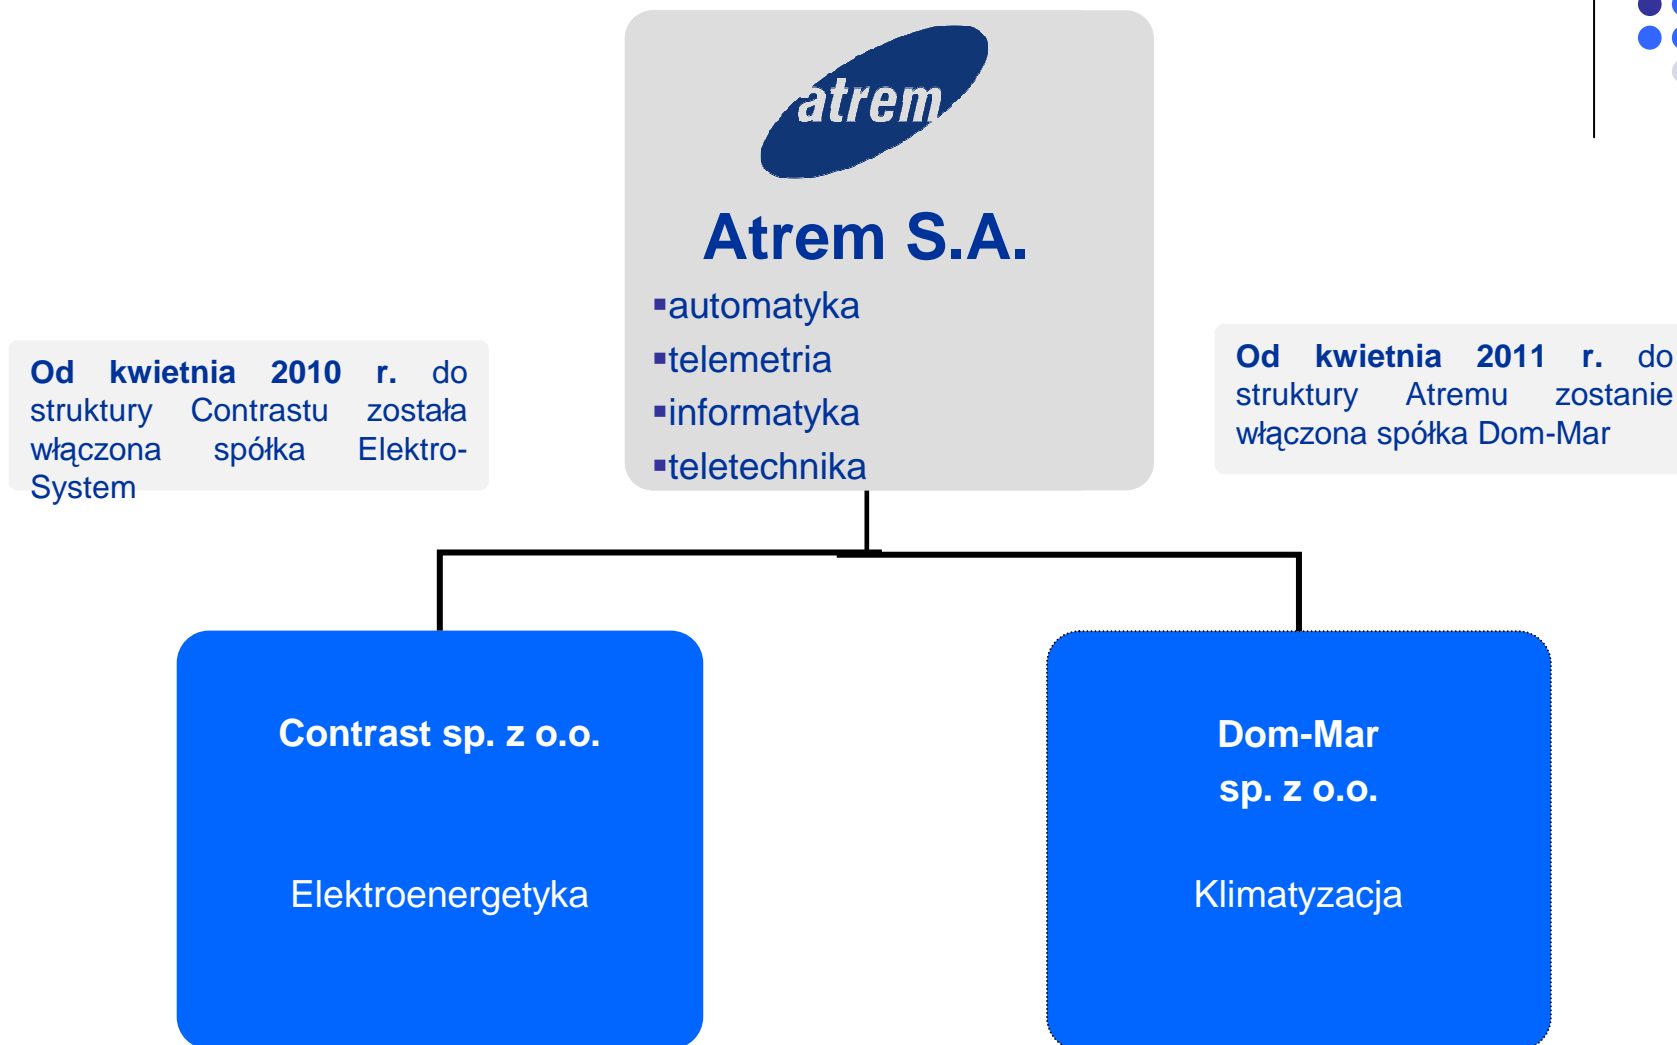 atrem
Atrem S.A.
▪automatyka
▪telemetria
▪informatyka
▪teletechnika
Od kwietnia 2010 r. do
struktury Contrastu została
włączona spółka Elektro-
System
Od kwietnia 2011 r. do
struktury Atremu zostanie
włączona spółka Dom-Mar
Contrast sp. z o.o.
Elektroenergetyka
Dom-Mar
sp. z o.o.
Klimatyzacja